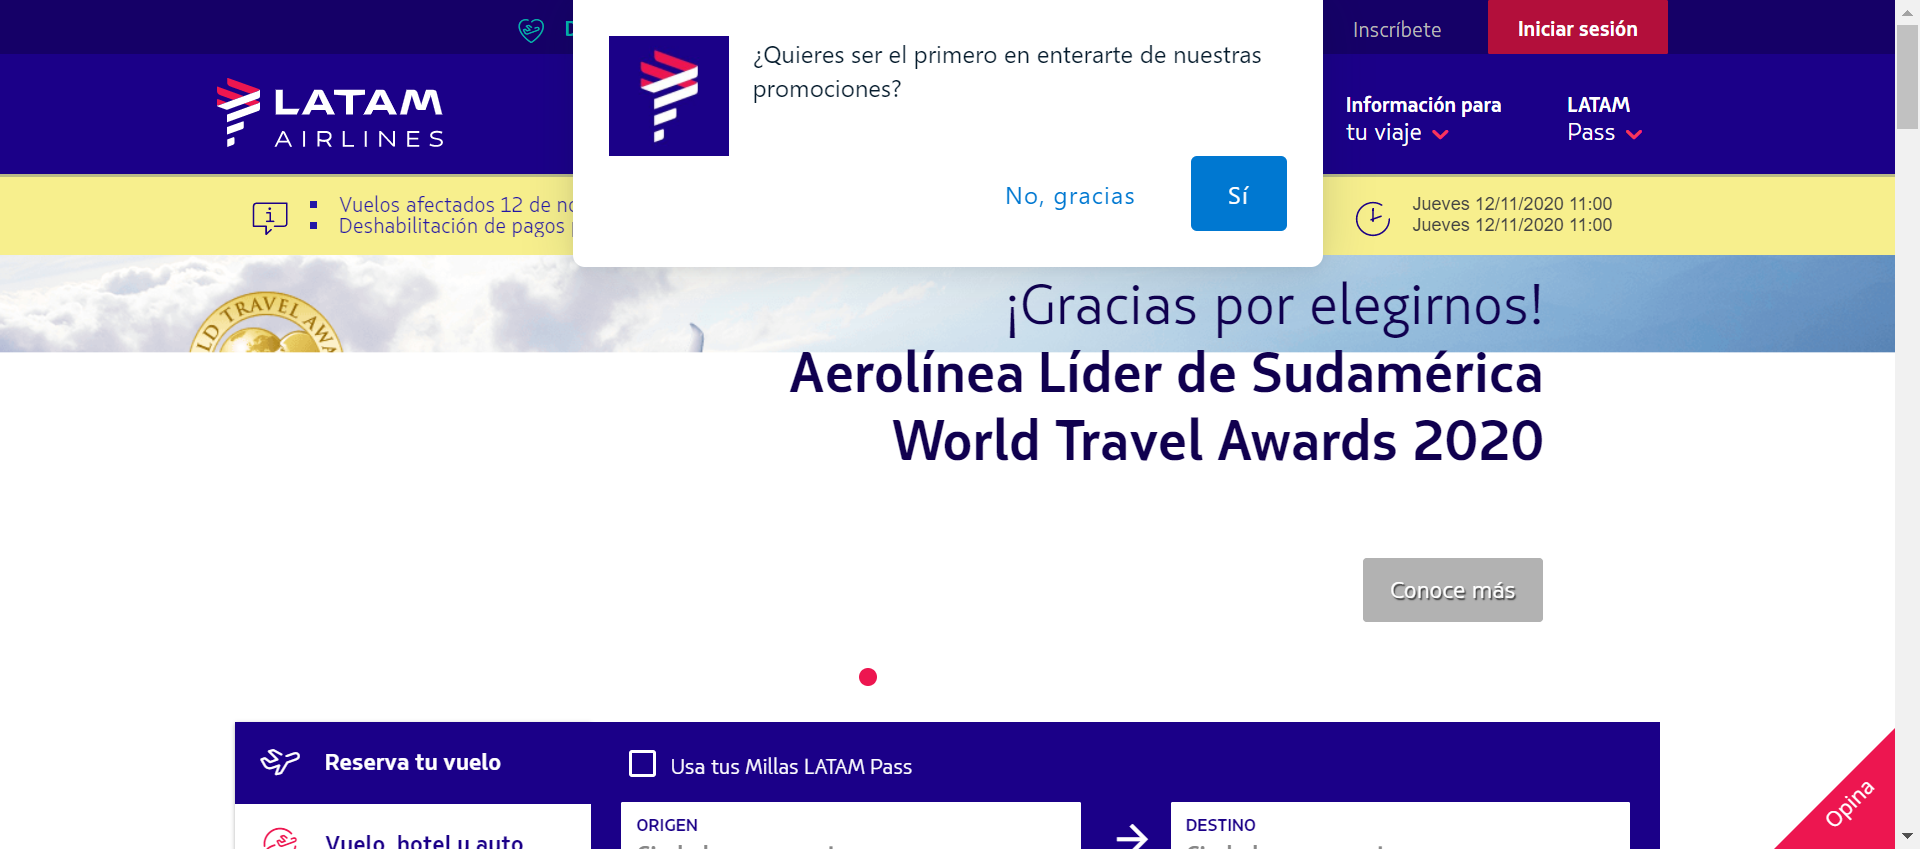 D
Inscríbete
Iniciar sesión
¿Quieres ser el primero en enterarte de nuestras
promociones?
No, gracias
Sí
LATAM
AIRLINES
Información para
tu viaje
LATAM
Pass
Vuelos afectados 12 de no
Deshabilitación de pagos
Jueves 12/11/2020 11:00
Jueves 12/11/2020 11:00
LD TRAVEL AWA
¡Gracias por elegirnos!
Aerolínea Líder de Sudamérica
World Travel Awards 2020
Conoce más
Reserva tu vuelo
Usa tus Millas LATAM Pass
Vuelo, hotel y auto
ORIGEN
DESTINO
Opina